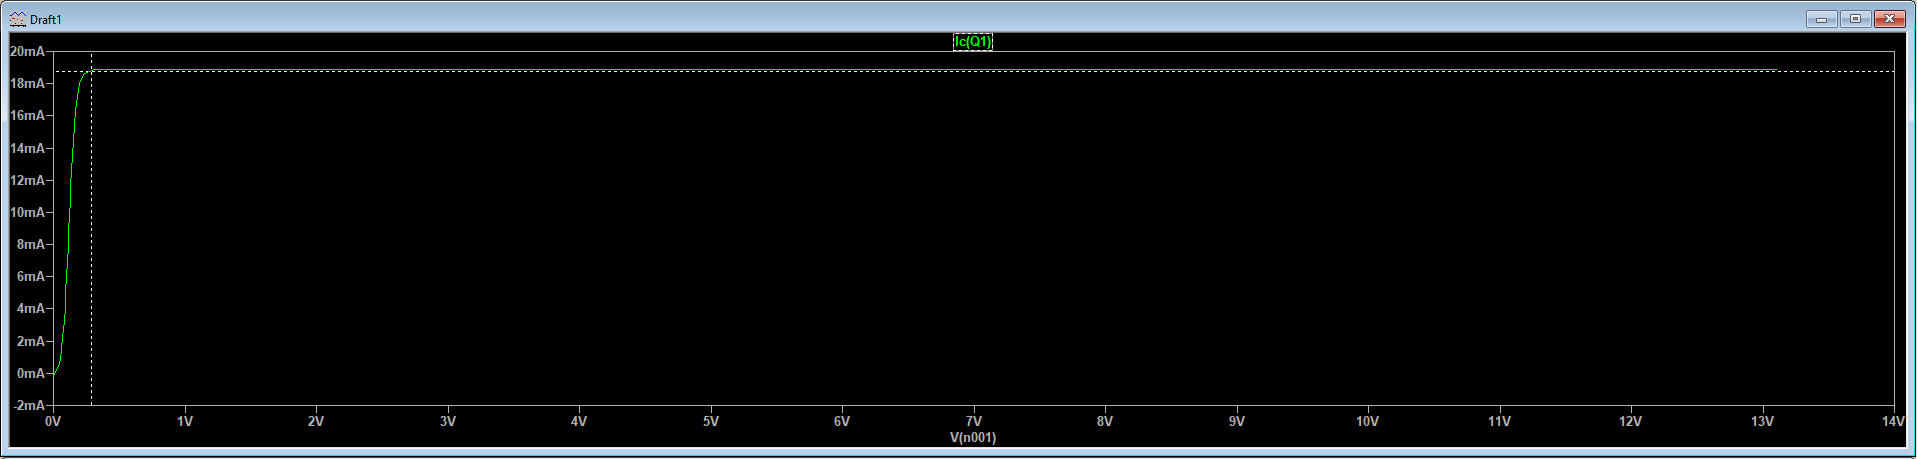 Draft1
Ic(Q1)
20mA
18mA
16mA
14mA
12mA
10mA
8mA
6mA
4mA
2mA
0mA
-2mA
0V 1V 2V 3V 4V 5V 6V 7V 8V 9V 10V 11V 12V 13V 14V
V(n001)